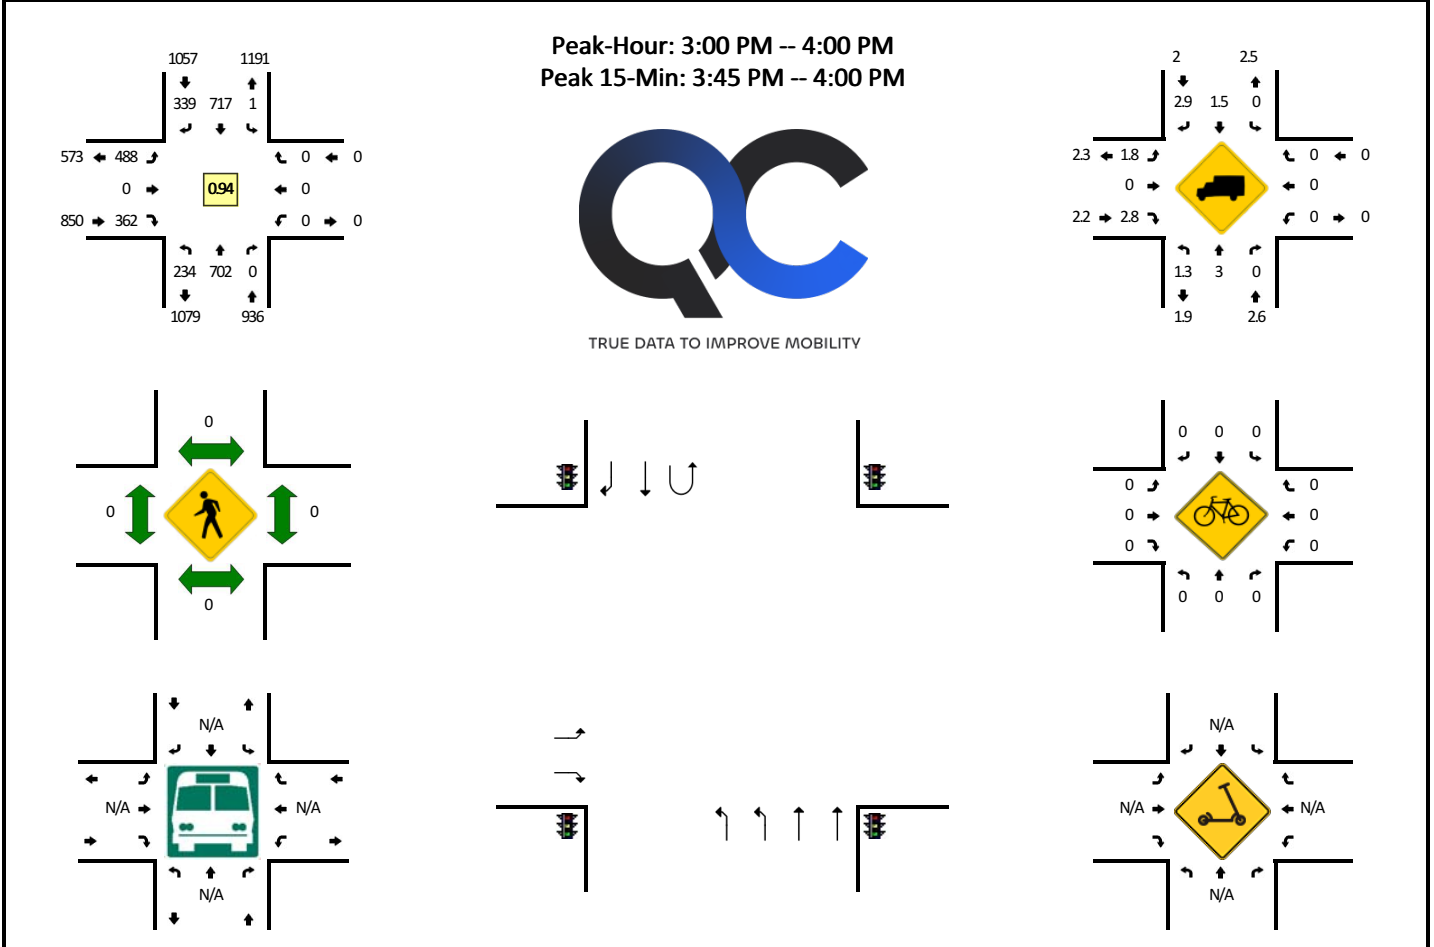 Peak-Hour: 3:00 PM -- 4:00 PM
Peak 15-Min: 3:45 PM -- 4:00 PM
1057 1191
339 717 1
573 488 0 0
0 0.94 0
850 362 0 0
234 702 0
1079 936
QC
TRUE DATA TO IMPROVE MOBILITY
2 2.5
2.9 1.5 0
2.3 1.8 0 0
0 0
2.2 2.8 0 0
1.3 3 0
1.9 2.6
0
0 0
0
0 0 0
0 0
0 0
0 0
0 0 0
N/A
N/A N/A
N/A
N/A
N/A N/A
N/A